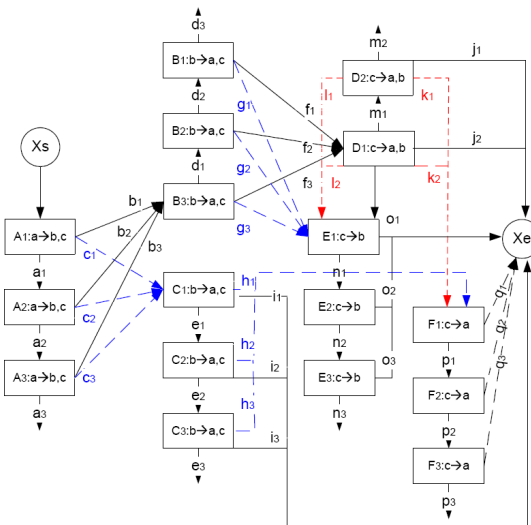 d3
m2
j1
B1:b→a,c
D2:c→a,b
l1
k1
g1
d2
f1
m1
Xs
B2:b→a,c
f2
D1:c→a,b
j2
g2
d1
l2
k2
f3
b1
B3:b→a,c
b2
g3
o1
A1:a→b,c
b3
E1:c→b
Xe
c1
a1
C1:b→a,c
h1
i1
n1
o2
q1
A2:a→b,c
c2
E2:c→b
F1:c→a
q2
e1
a2
h2
n2
o3
q3
p1
C2:b→a,c
i2
A3:a→b,c
c3
E3:c→b
F2:c→a
e2
h3
a3
n3
p2
C3:b→a,c
i3
F3:c→a
e3
p3